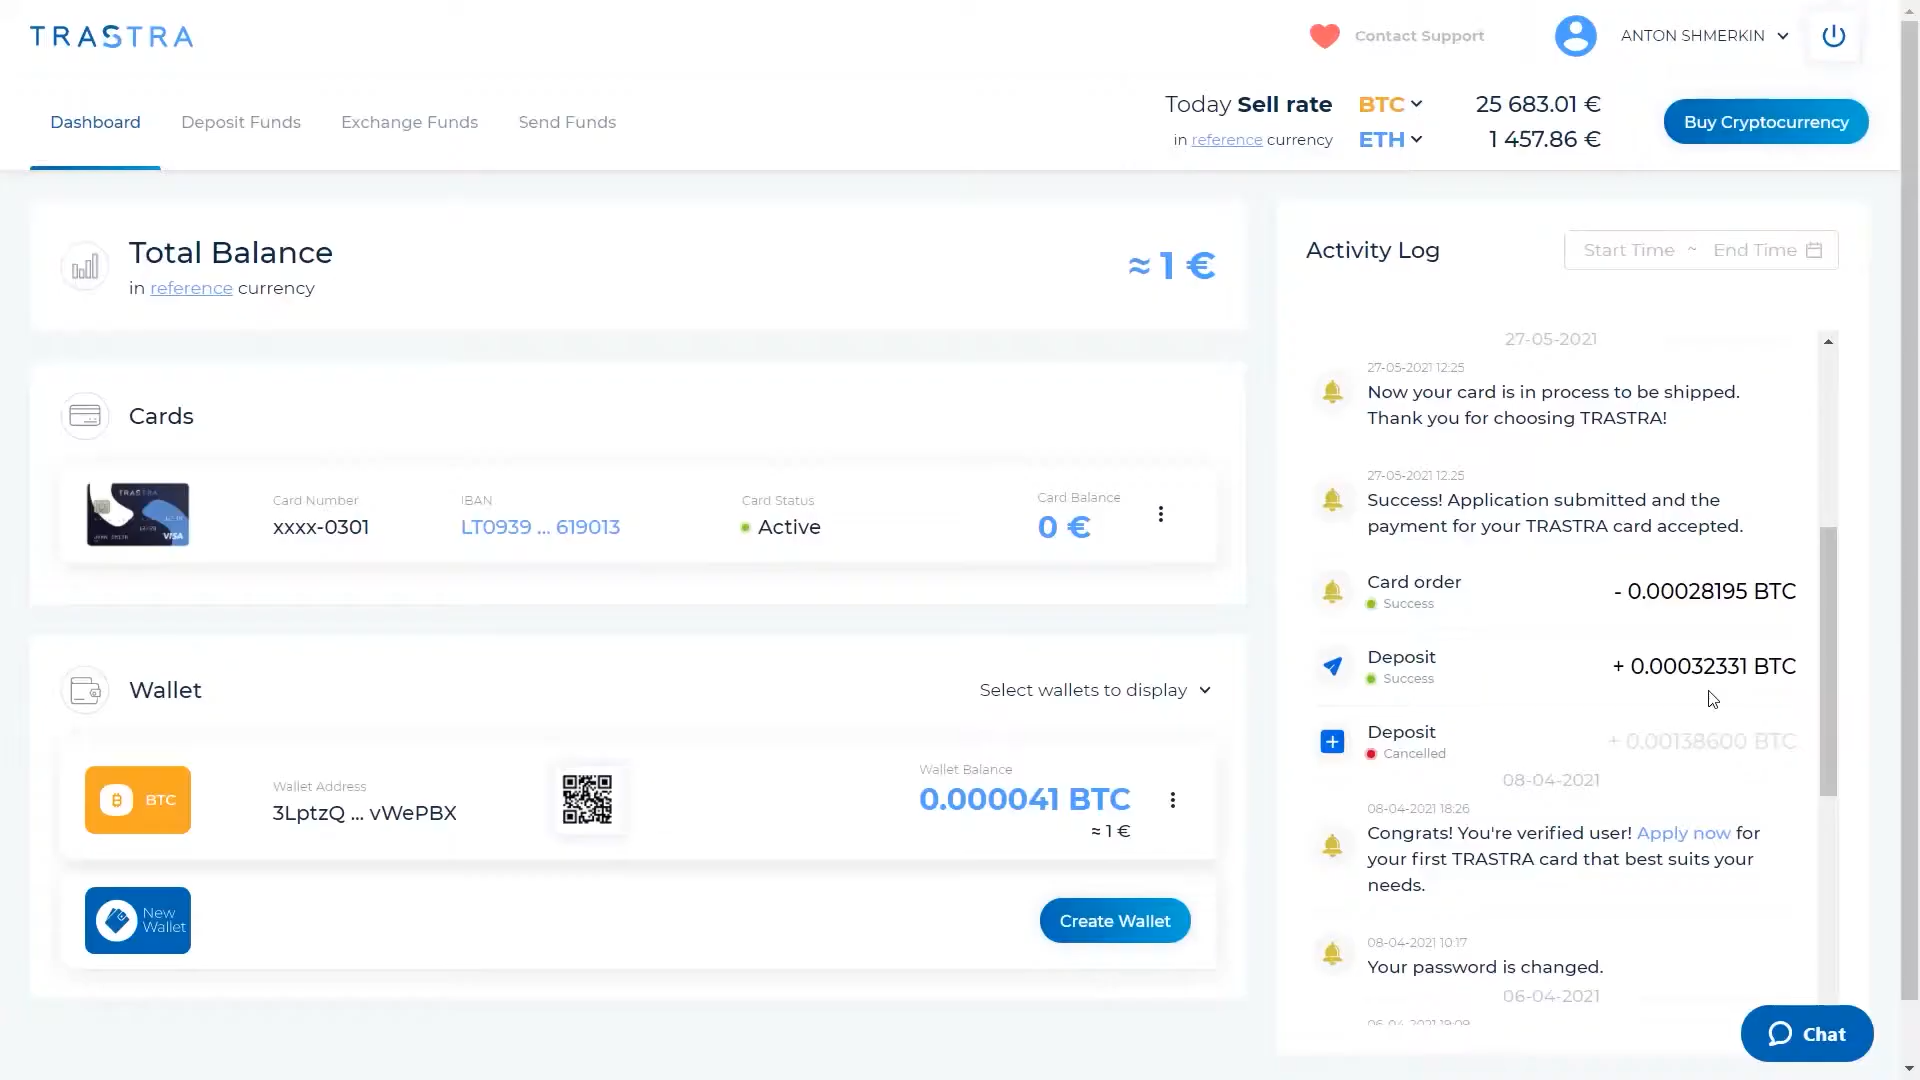 TRASTRA
Contact Support
ANTON SHMERKIN
Dashboard
Deposit Funds
Exchange Funds
Send Funds
Today Sell rate
BTC
25 683.01 €
in reference currency
ETH
1 457.86 €
Buy Cryptocurrency
Total Balance
in reference currency
≈ 1 €
Cards
TRASTRA
VISA
Card Number
xxxx-0301
IBAN
LT0939 ... 619013
Card Status
Active
Card Balance
0 €
Wallet
Select wallets to display
BTC
Wallet Address
3LptzQ ... vWePBX
Wallet Balance
0.000041 BTC
≈ 1 €
New
Wallet
Create Wallet
Activity Log
Start Time ~ End Time
27-05-2021
27-05-2021 12:25
Now your card is in process to be shipped.
Thank you for choosing TRASTRA!
27-05-2021 12:25
Success! Application submitted and the
payment for your TRASTRA card accepted.
Card order
Success
- 0.00028195 BTC
Deposit
Success
+ 0.00032331 BTC
Deposit
Cancelled
+ 0.00138600 BTC
08-04-2021
08-04-2021 18:26
Congrats! You're verified user! Apply now for
your first TRASTRA card that best suits your
needs.
08-04-2021 10:17
Your password is changed.
06-04-2021
06-04-2021 19:09
Chat